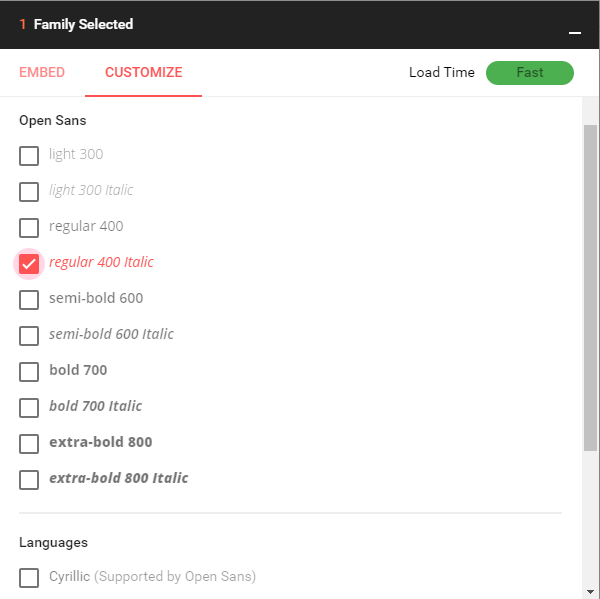 1 Family Selected
EMBED CUSTOMIZE Load Time Fast
Open Sans
light 300
light 300 Italic
regular 400
regular 400 Italic
semi-bold 600
semi-bold 600 Italic
bold 700
bold 700 Italic
extra-bold 800
extra-bold 800 Italic
Languages
Cyrillic (Supported by Open Sans)